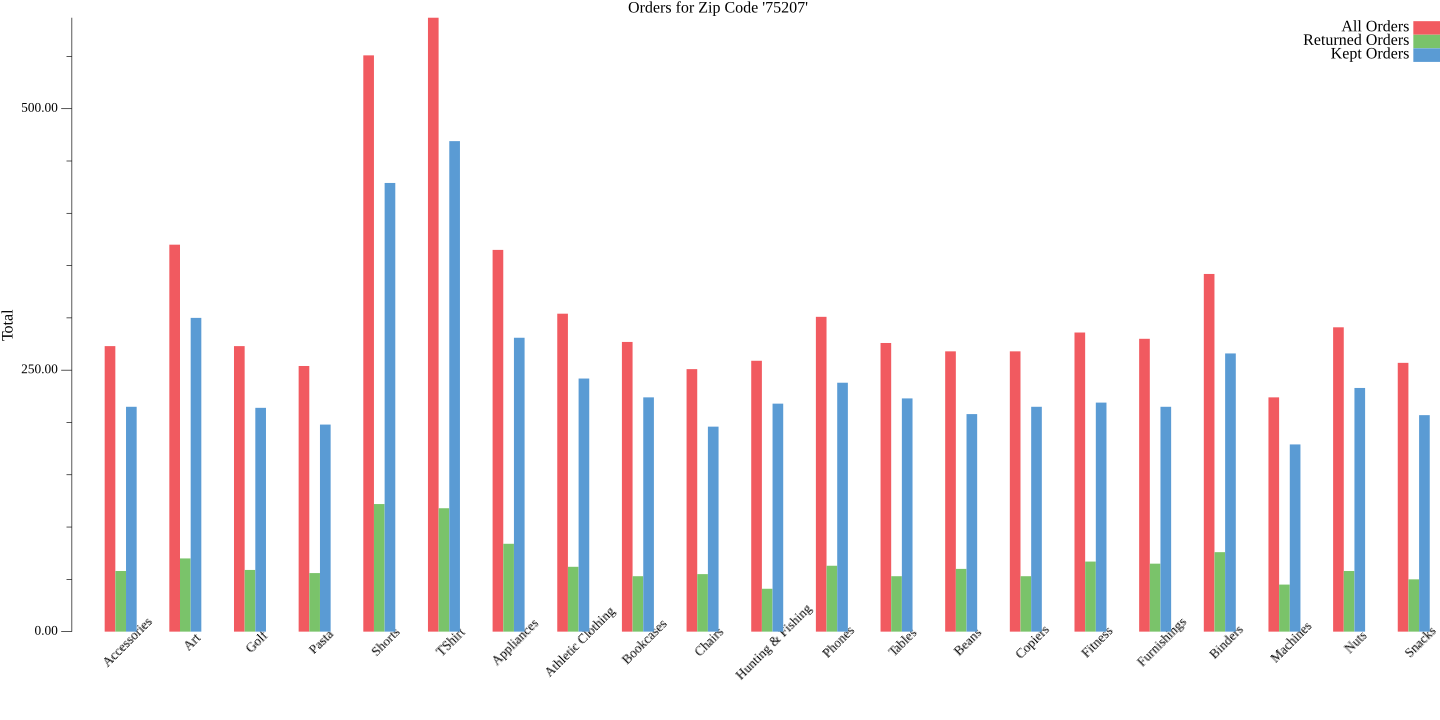 Orders for Zip Code '75207'
All Orders
Returned Orders
Kept Orders
500.00
250.00
0.00
Total
Accessories
Art
Golf
Pasta
Shorts
TShirt
Appliances
Athletic Clothing
Bookcases
Chairs
Hunting & Fishing
Phones
Tables
Beans
Copiers
Fitness
Furnishings
Binders
Machines
Nuts
Snacks